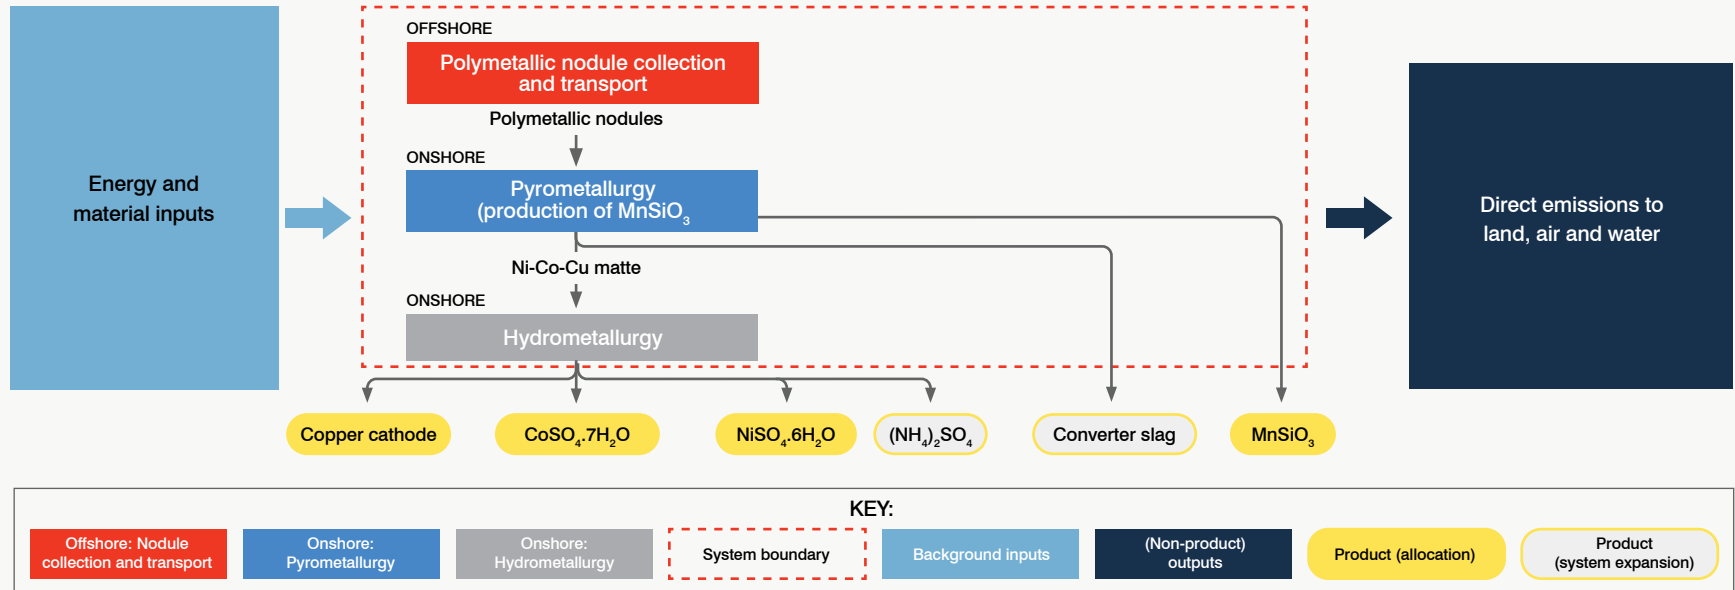 Energy and
material inputs
OFFSHORE
Polymetallic nodule collection
and transport
Polymetallic nodules
ONSHORE
Pyrometallurgy
(production of MnSiO₃
Ni-Co-Cu matte
ONSHORE
Hydrometallurgy
Direct emissions to
land, air and water
Copper cathode
CoSO₄.7H₂O
NiSO₄.6H₂O
(NH₄)₂SO₄
Converter slag
MnSiO₃
KEY:
Offshore: Nodule
collection and transport
Onshore:
Pyrometallurgy
Onshore:
Hydrometallurgy
System boundary
Background inputs
(Non-product)
outputs
Product (allocation)
Product
(system expansion)